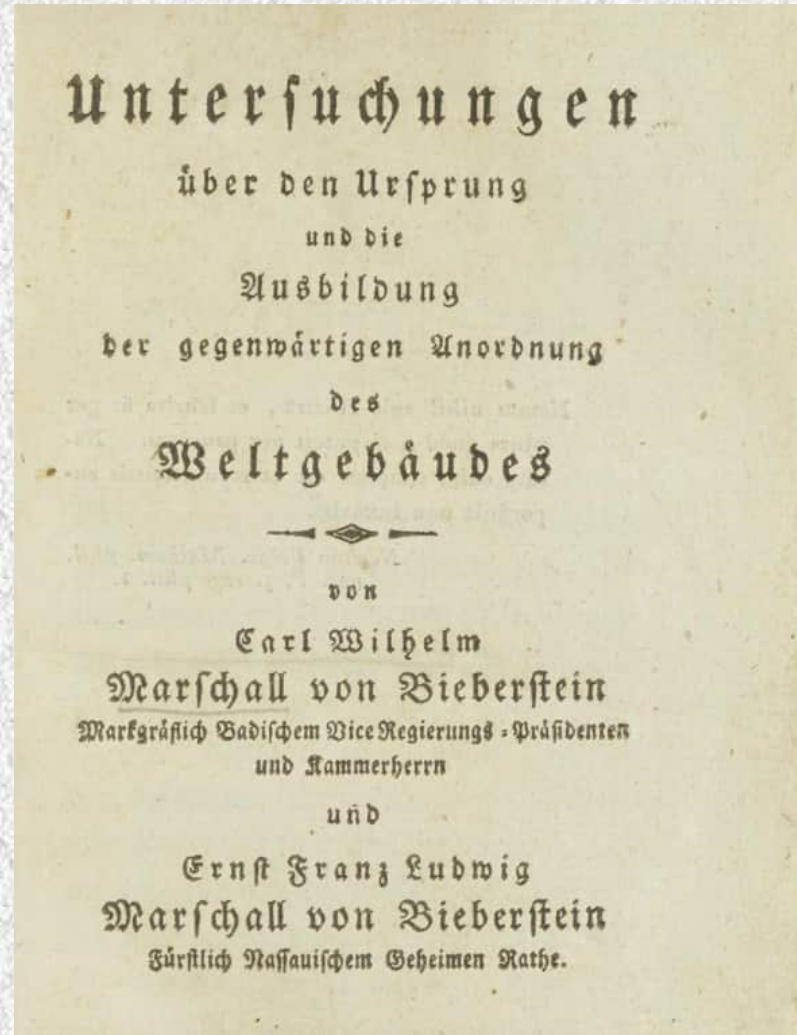 Untersuchungen
über den Ursprung
und die
Ausbildung
der gegenwärtigen Anordnung
des
Weltgebäudes
von
Carl Wilhelm
Marschall von Bieberstein
Markgräflich Badischem Vice Regierungs-Präsidenten
und Kammerherrn
und
Ernst Franz Ludwig
Marschall von Bieberstein
Fürstlich Nassauischem Geheimen Rathe.